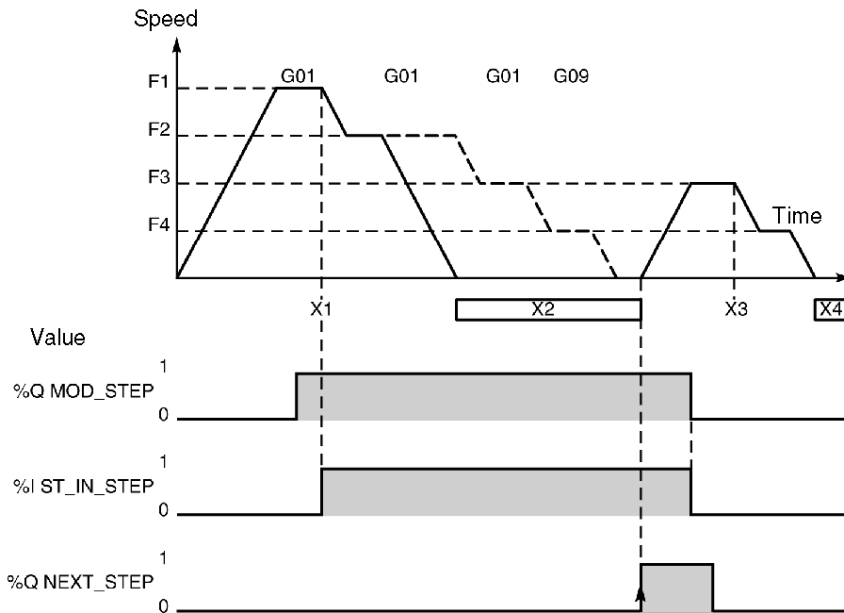 Speed
F1
G01 G01 G01 G09
F2
F3
F4
Time
X1 X2 X3 X4
Value
1
%Q MOD_STEP
0
1
%I ST_IN_STEP
0
1
%Q NEXT_STEP
0